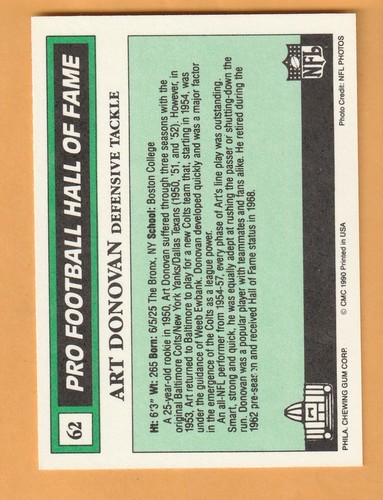 62
PRO FOOTBALL HALL OF FAME
ART DONOVAN DEFENSIVE TACKLE
Ht: 6'3" Wt: 265 Born: 6/5/25 The Bronx, NY School: Boston College
A 25-year-old rookie in 1950, Art Donovan suffered through three seasons with the
original Baltimore Colts/New York Yanks/Dallas Texans (1950, '51, and '52). However, in
1953, Art returned to Baltimore to play for a new Colts team that, starting in 1954, was
under the guidance of Weeb Ewbank. Donovan developed quickly and was a major factor
in the emergence of the Colts as a league power.
An all-NFL performer from 1954-57, every phase of Art's line play was outstanding.
Smart, strong and quick, he was equally adept at rushing the passer or shutting-down the
run. Donovan was a popular player with teammates and fans alike. He retired during the
1962 pre-season and received Hall of Fame status in 1968.
NFL
PHILA. CHEWING GUM CORP. © GMC 1990 Printed in USA Photo Credit: NFL PHOTOS